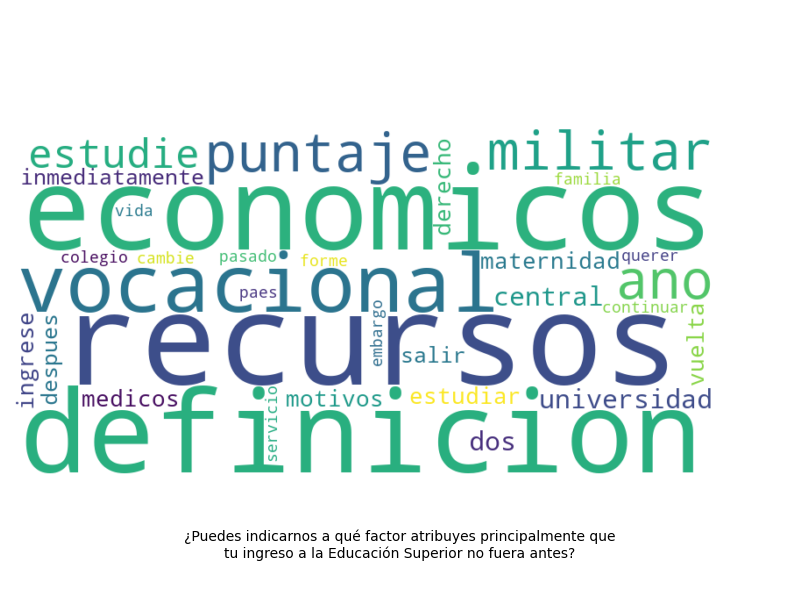 estudie puntaje derecho militar
inmediatamente familia
economicos
vida
colegio cambie pasado forme maternidad querer
vocacional paes central ano
continuar
ingrese despues recursos embargo salir vuelta
medicos servicio motivos estudiar universidad
definicion dos
¿Puedes indicarnos a qué factor atribuyes principalmente que
tu ingreso a la Educación Superior no fuera antes?